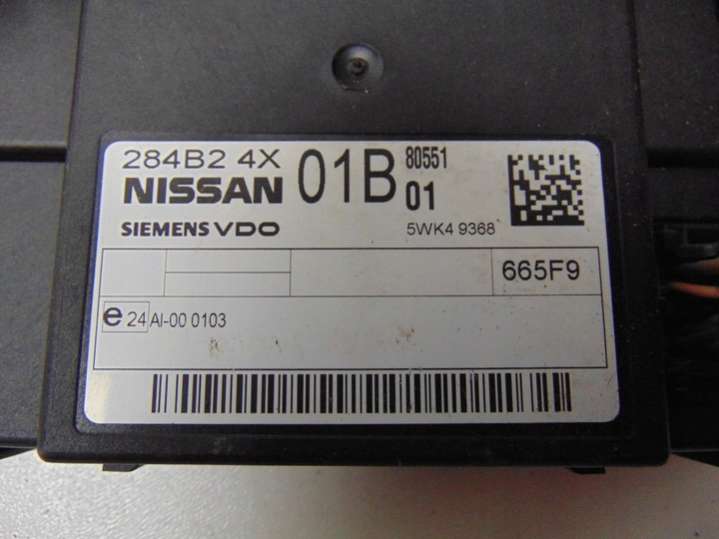 284B2 4X 01B 80551
NISSAN 01
SIEMENS VDO 5WK4 9368
665F9
e 24 AI-00 0103